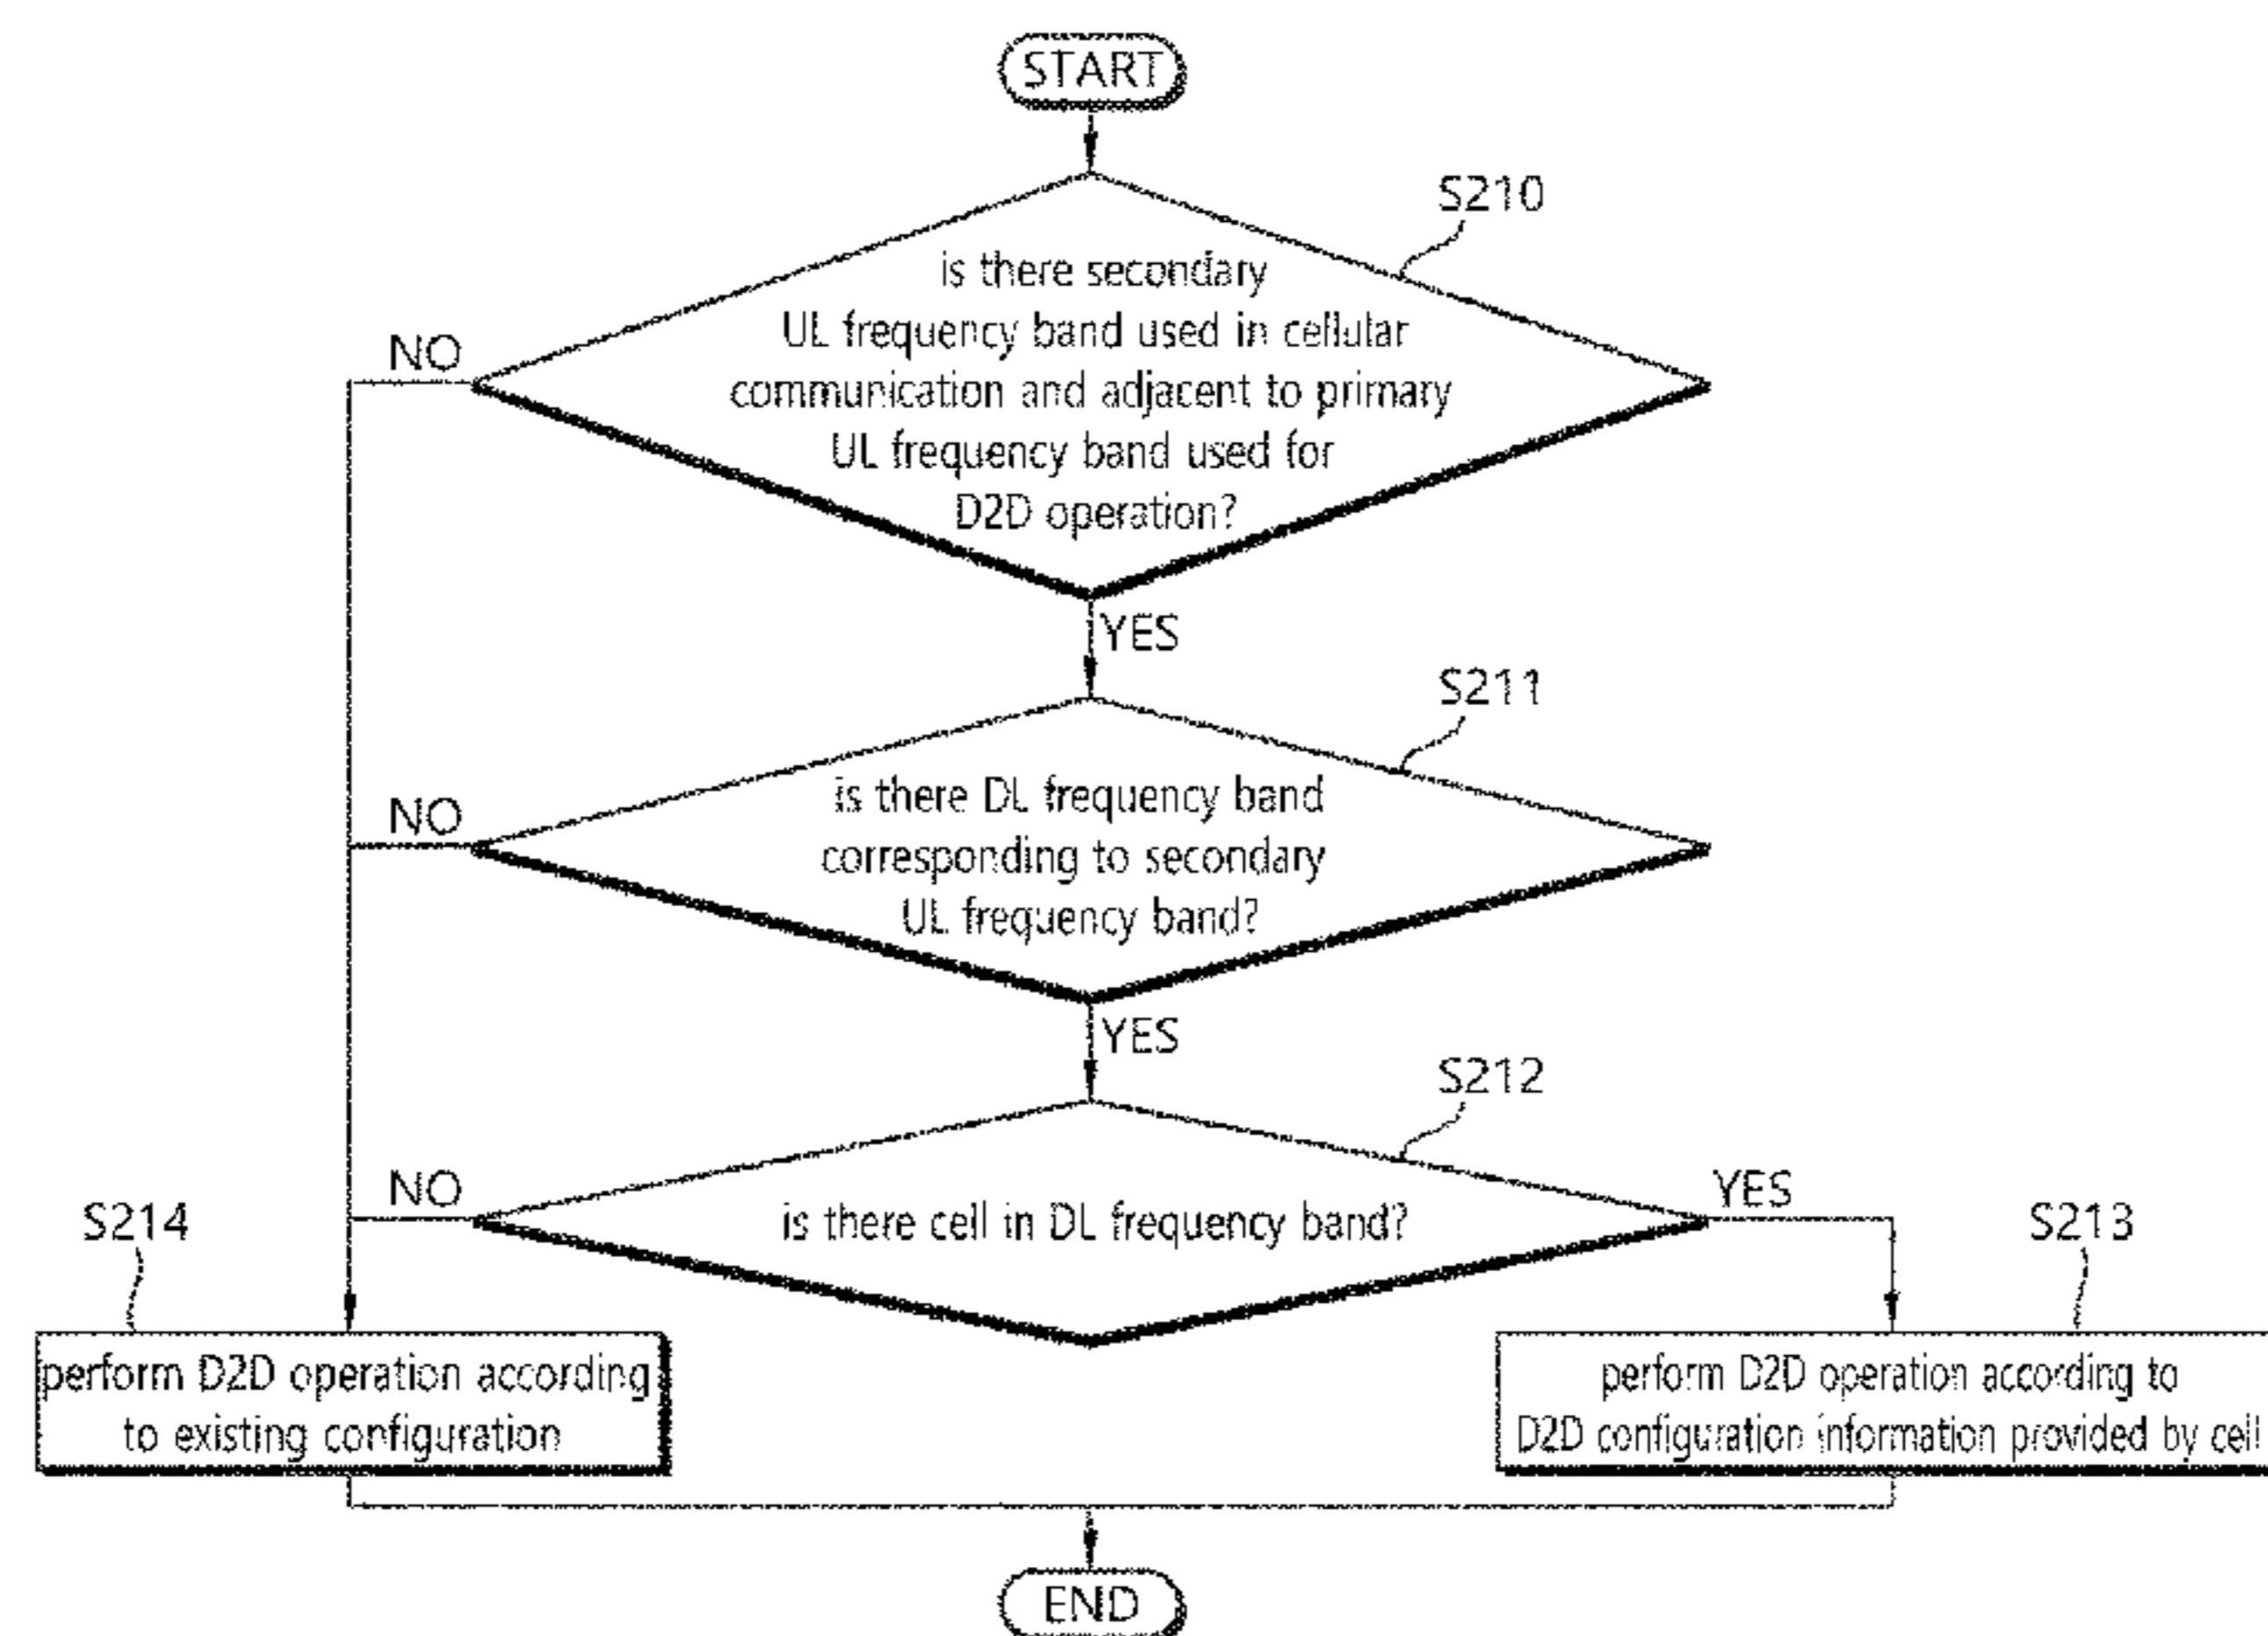 START
S210
is there secondary
UL frequency band used in cellular
communication and adjacent to primary
UL frequency band used for
D2D operation?
NO
YES
S211
is there DL frequency band
corresponding to secondary
UL frequency band?
NO
YES
S212
is there cell in DL frequency band?
NO
YES
S214
S213
perform D2D operation according
to existing configuration
perform D2D operation according to
D2D configuration information provided by cell
END